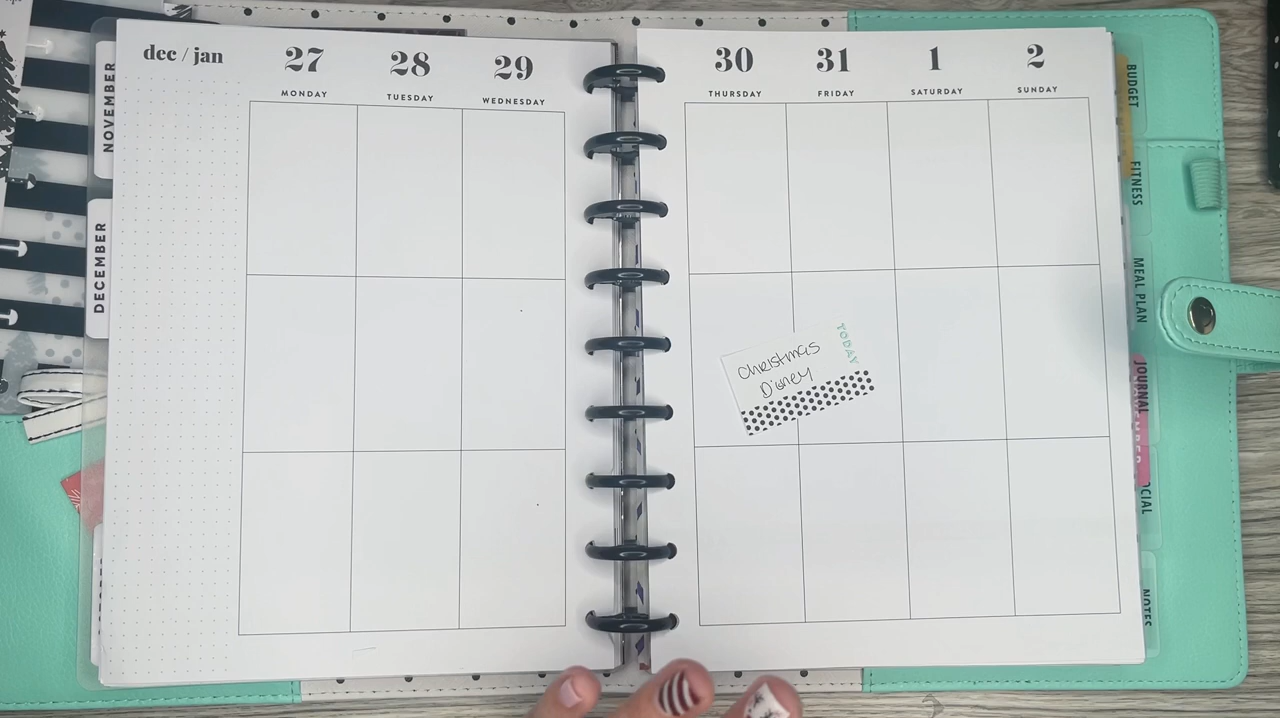 dec / jan
27
28
29
30
31
1
2
MONDAY
TUESDAY
WEDNESDAY
THURSDAY
FRIDAY
SATURDAY
SUNDAY
NOVEMBER
DECEMBER
TODAY
Christmas
Disney
BUDGET
FITNESS
MEAL PLAN
JOURNAL
NOTES